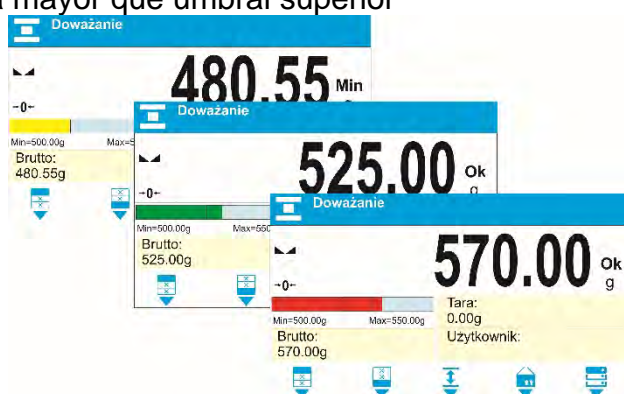 mayor que umbral superior
Doważanie
480.55 Min
-0-
Min=500.00g
Brutto:
480.55g
Doważanie
525.00 Ok
g
-0-
Min=500.00g
Brutto:
525.00g
Doważanie
570.00 Ok
g
-0-
Min=500.00g Max=550.00g
Tara:
0.00g
Brutto:
570.00g
Użytkownik: